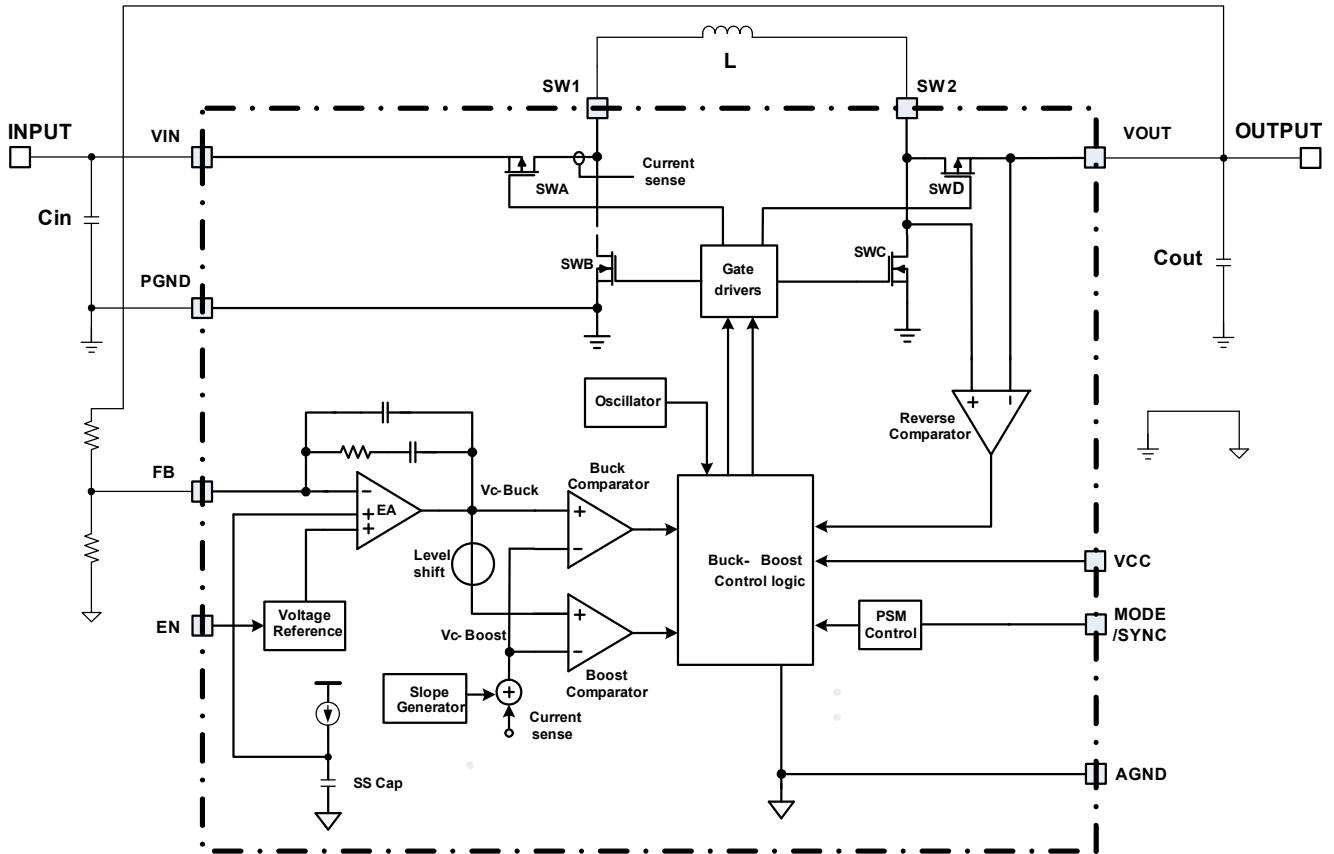 L
SW1
SW2
INPUT
VIN
VOUT
OUTPUT
Current
sense
SWA
SWD
Cin
SWB
Gate
drivers
SWC
Cout
PGND
Oscillator
+
−
Reverse
Comparator
FB
−
EA
+
+
Vc-Buck
Buck
Comparator
+
−
Level
shift
Buck- Boost
Control logic
VCC
EN
Voltage
Reference
Vc-Boost
+
−
PSM
Control
MODE
/SYNC
Boost
Comparator
Slope
Generator
+
Current
sense
SS Cap
AGND